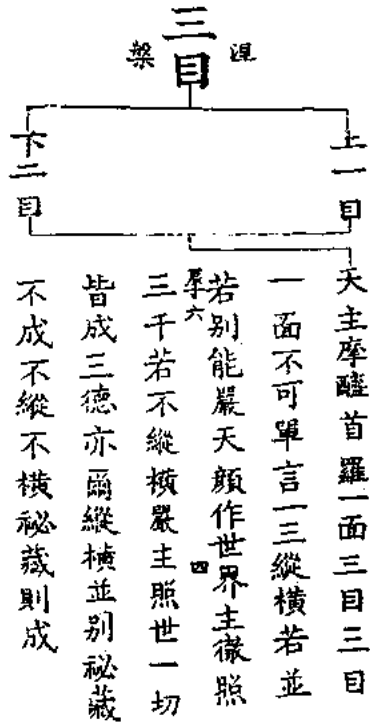 三目
涅槃
上一目
下二目
天主摩醯首羅一面三目三目
一面不可單言一三縱橫若並
若別能嚴天顏作世界主徹照
羣六
四
三千若不縱橫嚴主照世一切
皆成三德亦爾縱橫並別祕藏
不成不縱不橫祕藏則成